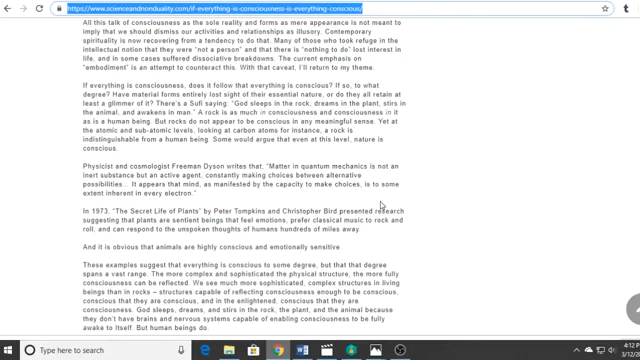 https://www.scienceandnonduality.com/if-everything-is-consciousness-is-everything-conscious/
All this talk of consciousness as the sole reality and forms as mere appearance is not meant to
imply that we should dismiss our activities and relationships as illusory. Contemporary
spirituality is now recovering from a tendency to do that. Many of those who took refuge in the
intellectual notion that they were "not a person" and that there is "nothing to do" lost interest in
life, and in some cases suffered dissociative breakdowns. The current emphasis on
"embodiment" is an attempt to counteract this. With that caveat, I'll return to my theme.
If everything is consciousness, does it follow that everything is conscious? If so, to what
degree? Have material forms entirely lost sight of their essential nature, or do they all retain at
least a glimmer of it? There's a Sufi saying: "God sleeps in the rock, dreams in the plant, stirs in
the animal, and awakens in man." A rock is as much in consciousness and consciousness in it
as is a human being. But rocks do not appear to be conscious in any meaningful sense. Yet at
the atomic and sub-atomic levels, looking at carbon atoms for instance, a rock is
indistinguishable from a human being. Some would argue that even at this level, nature is
conscious.
Physicist and cosmologist Freeman Dyson writes that, "Matter in quantum mechanics is not an
inert substance but an active agent, constantly making choices between alternative
possibilities... It appears that mind, as manifested by the capacity to make choices, is to some
extent inherent in every electron."
In 1973, "The Secret Life of Plants" by Peter Tompkins and Christopher Bird presented research
suggesting that plants are sentient beings that feel emotions, prefer classical music to rock and
roll, and can respond to the unspoken thoughts of humans hundreds of miles away.
And it is obvious that animals are highly conscious and emotionally sensitive.
These examples suggest that everything is conscious to some degree, but that that degree
spans a vast range. The more complex and sophisticated the physical structure, the more fully
consciousness can be reflected. We see much more sophisticated, complex structures in living
beings than in rocks – structures capable of reflecting consciousness enough to be conscious,
conscious that they are conscious, and in the enlightened, conscious that they are
consciousness. God sleeps, dreams, and stirs in the rock, the plant, and the animal because
they don't have brains and nervous systems capable of enabling consciousness to be fully
awake to Itself. But human beings do.
Type here to search
4:12 P
3/12/20